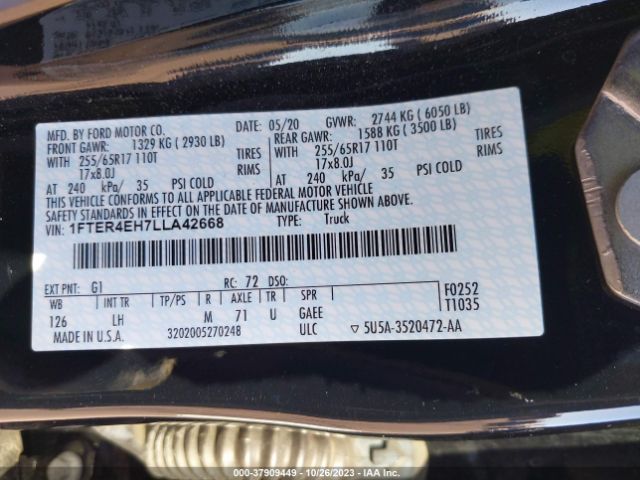 MFD. BY FORD MOTOR CO. DATE: 05/20 GVWR: 2744 KG ( 6050 LB)
FRONT GAWR: 1329 KG ( 2930 LB) REAR GAWR: 1588 KG ( 3500 LB)
WITH 255/65R17 110T TIRES WITH 255/65R17 110T TIRES
17x8.0J RIMS 17x8.0J RIMS
AT 240 kPa/ 35 PSI COLD AT 240 kPa/ 35 PSI COLD
THIS VEHICLE CONFORMS TO ALL APPLICABLE FEDERAL MOTOR VEHICLE
SAFETY STANDARDS IN EFFECT ON THE DATE OF MANUFACTURE SHOWN ABOVE.
VIN: 1FTER4EH7LLA42668 TYPE: Truck
EXT PNT: G1 RC: 72 DSO: F0252
WB INT TR TP/PS R AXLE TR SPR T1035
126 LH M 71 U GAEE
MADE IN U.S.A. 3202005270248 ULC ▽ 5U5A-3520472-AA
000-37909449 - 10/26/2023 - IAA Inc.